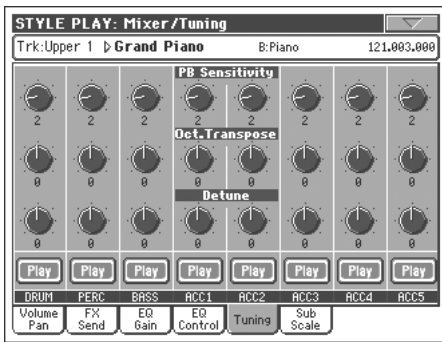 STYLE PLAY: Mixer/Tuning
Trk:Upper 1 Grand Piano B:Piano 121.003.000
PB Sensitivity
2 2 2 2 2 2 2 2
Oct.Transpose
0 0 0 0 0 0 0 0
Detune
0 0 0 0 0 0 0 0
Play Play Play Play Play Play Play Play
DRUM PERC BASS ACC1 ACC2 ACC3 ACC4 ACC5
Volume Pan FX Send EQ Gain EQ Control Tuning Sub Scale